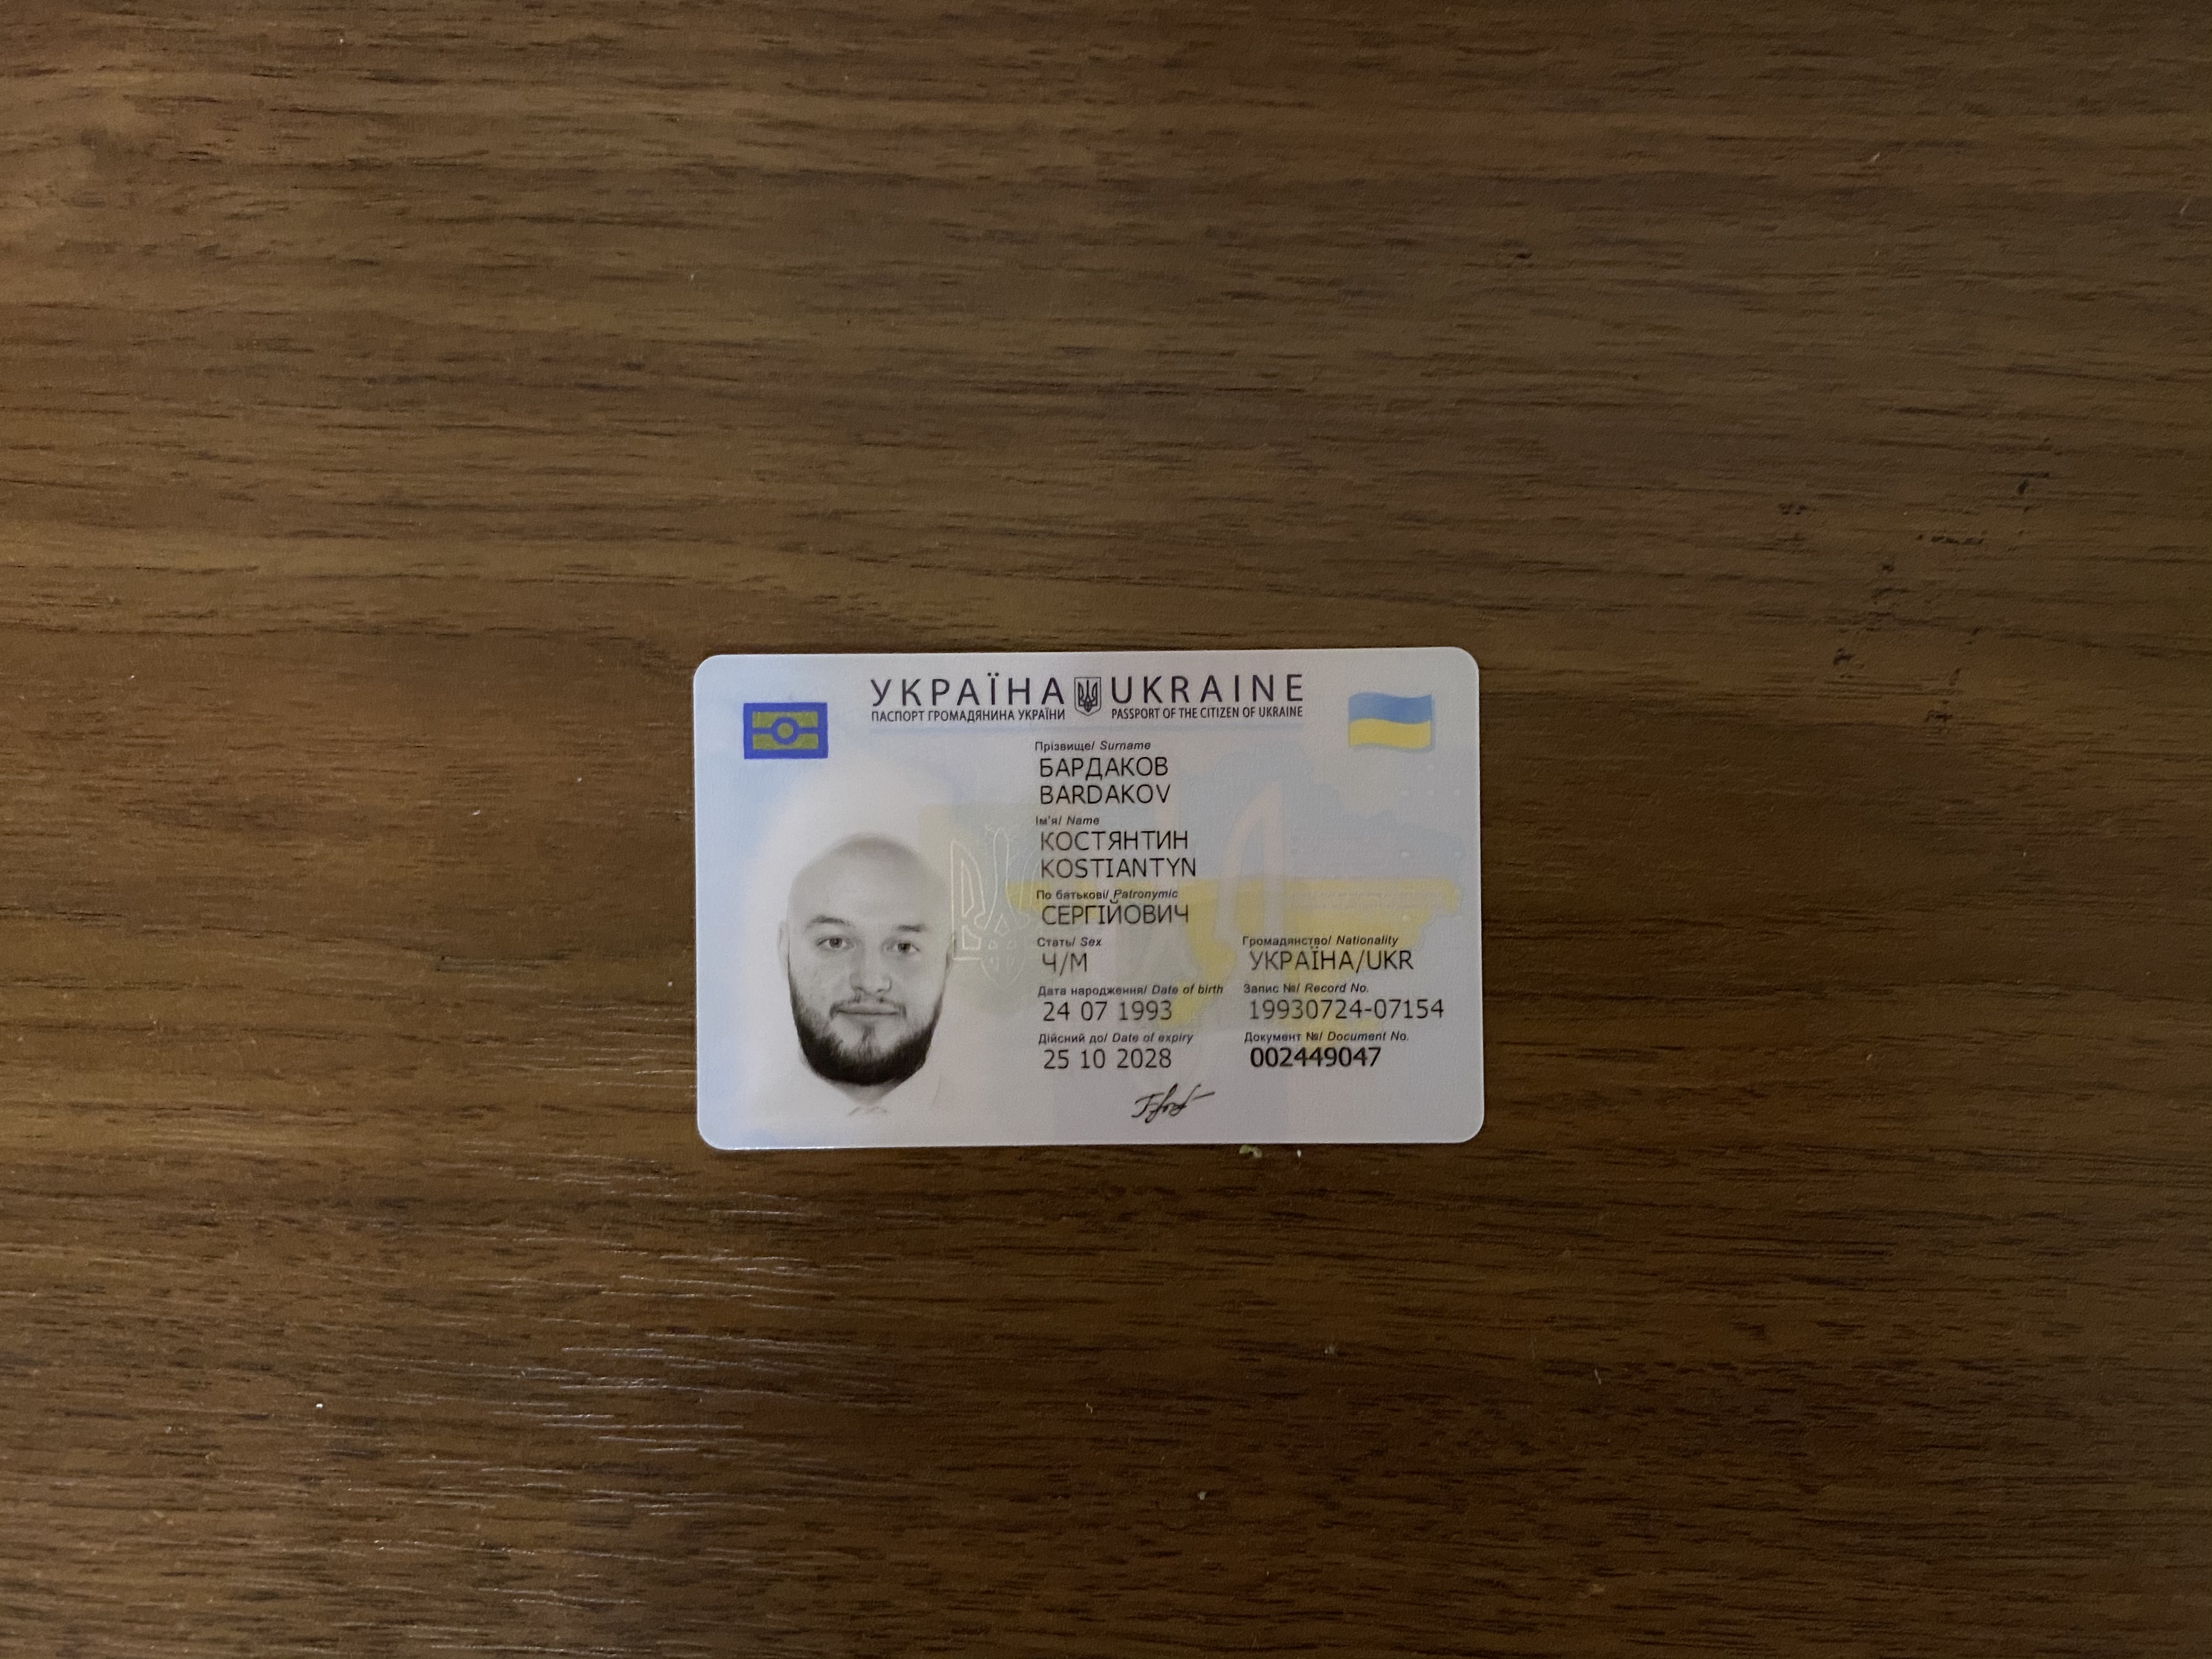 УКРАЇНА UKRAINE
ПАСПОРТ ГРОМАДЯНИНА УКРАЇНИ PASSPORT OF THE CITIZEN OF UKRAINE
Прізвище/ Surname
БАРДАКОВ
BARDAKOV
Ім'я/ Name
КОСТЯНТИН
KOSTIANTYN
По батькові/ Patronymic
СЕРГІЙОВИЧ
Стать/ Sex Громадянство/ Nationality
Ч/M УКРАЇНА/UKR
Дата народження/ Date of birth Запис №/ Record No.
24 07 1993 19930724-07154
Дійсний до/ Date of expiry Документ №/ Document No.
25 10 2028 002449047